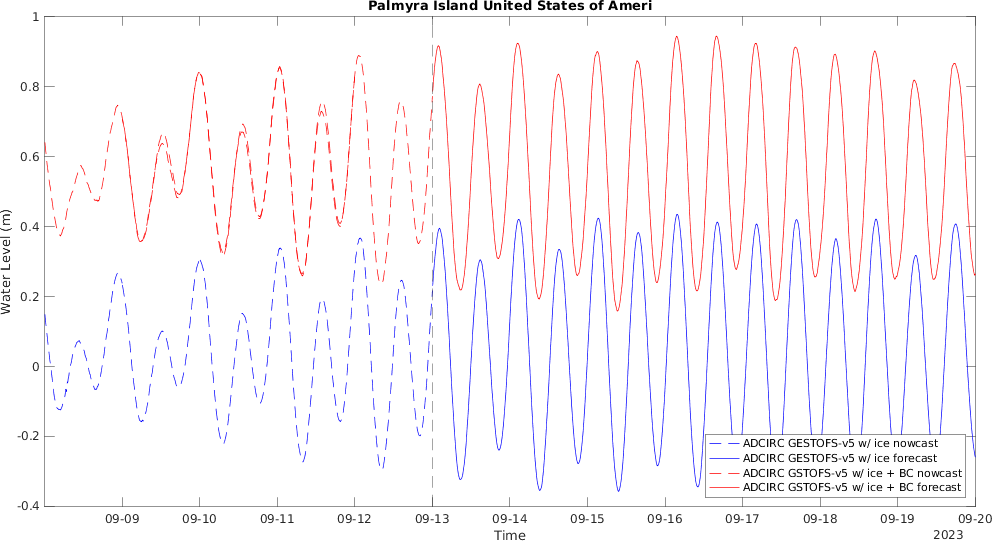 Palmyra Island United States of Ameri
Water Level (m)
1
0.8
0.6
0.4
0.2
0
-0.2
-0.4
ADCIRC GESTOFS-v5 w/ ice nowcast
ADCIRC GESTOFS-v5 w/ ice forecast
ADCIRC GSTOFS-v5 w/ ice + BC nowcast
ADCIRC GSTOFS-v5 w/ ice + BC forecast
09-09 09-10 09-11 09-12 09-13 09-14 09-15 09-16 09-17 09-18 09-19 09-20
Time
2023